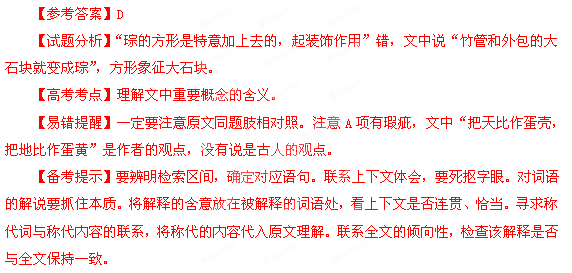 【参考答案】D
【试题分析】“琮的方形是特意加上去的，起装饰作用”错，文中说“竹管和外包的大
石块就变成琮”，方形象征大石块。
【高考考点】理解文中重要概念的含义。
【易错提醒】一定要注意原文同题肢相对照。注意 A 项有瑕疵，文中“把天比作蛋壳，
把地比作蛋黄”是作者的观点，没有说是古人的观点。
【备考提示】要辨明检索区间，确定对应语句。联系上下文体会，要死抠字眼。对词语
的解说要抓住本质。将解释的含意放在被解释的词语处，看上下文是否连贯、恰当。寻求称
代词与称代内容的联系，将称代的内容代入原文理解。联系全文的倾向性，检查该解释是否
与全文保持一致。